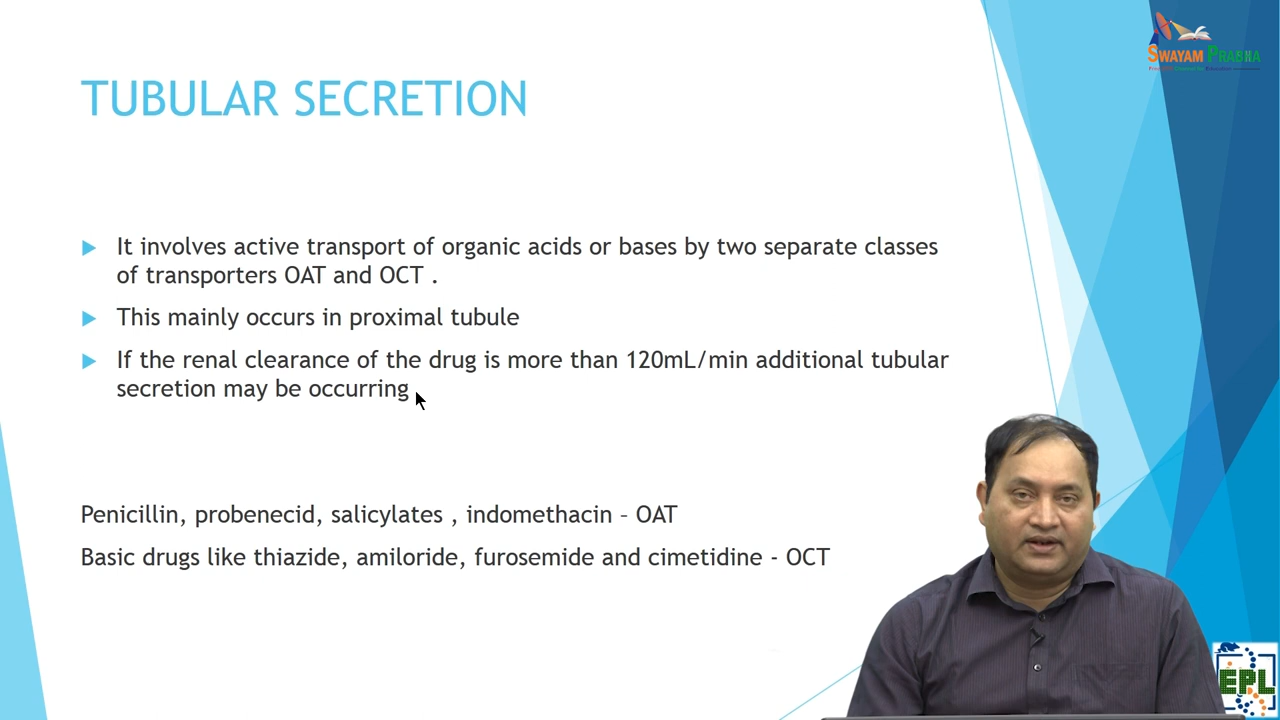 SWAYAM PRABHA
TUBULAR SECRETION
It involves active transport of organic acids or bases by two separate classes
of transporters OAT and OCT .
This mainly occurs in proximal tubule
If the renal clearance of the drug is more than 120mL/min additional tubular
secretion may be occurring
Penicillin, probenecid, salicylates , indomethacin – OAT
Basic drugs like thiazide, amiloride, furosemide and cimetidine - OCT
EPL